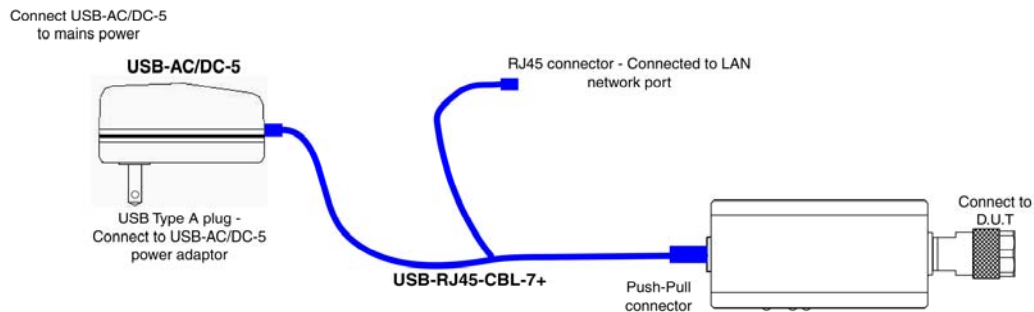 Connect USB-AC/DC-5
to mains power
USB-AC/DC-5
RJ45 connector - Connected to LAN
network port
USB Type A plug -
Connect to USB-AC/DC-5
power adaptor
USB-RJ45-CBL-7+
Push-Pull
connector
Connect to
D.U.T